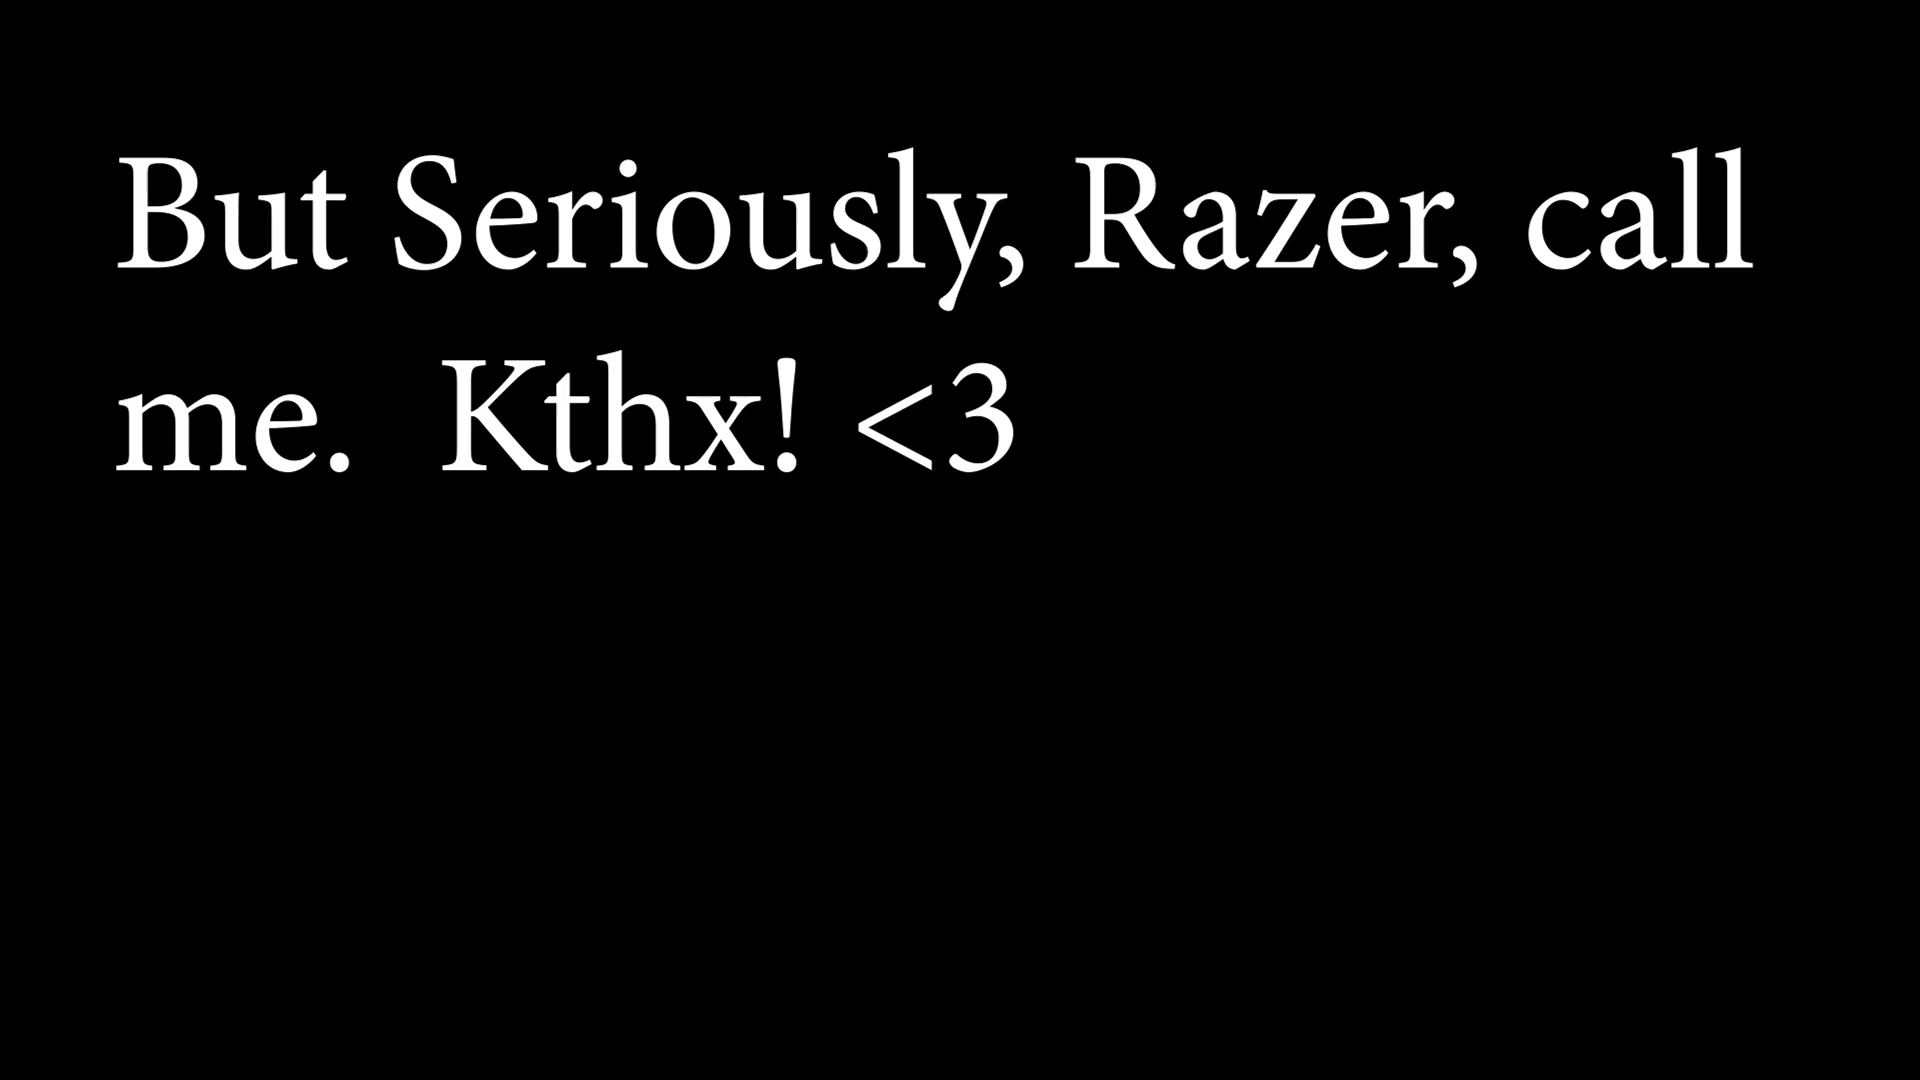 But Seriously, Razer, call
me.  Kthx! <3